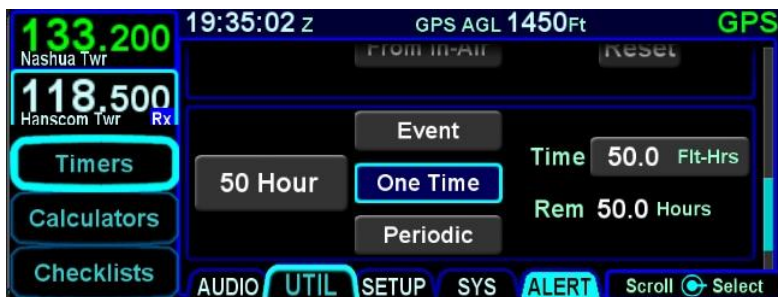 133.200
Nashua Twr
19:35:02 Z
GPS AGL 1450Ft
GPS
From In-Air
Reset
118.500
Hanscom Twr
Rx
Timers
Calculators
Checklists
50 Hour
Event
One Time
Periodic
Time 50.0 Flt-Hrs
Rem 50.0 Hours
AUDIO UTIL SETUP SYS ALERT Scroll Select